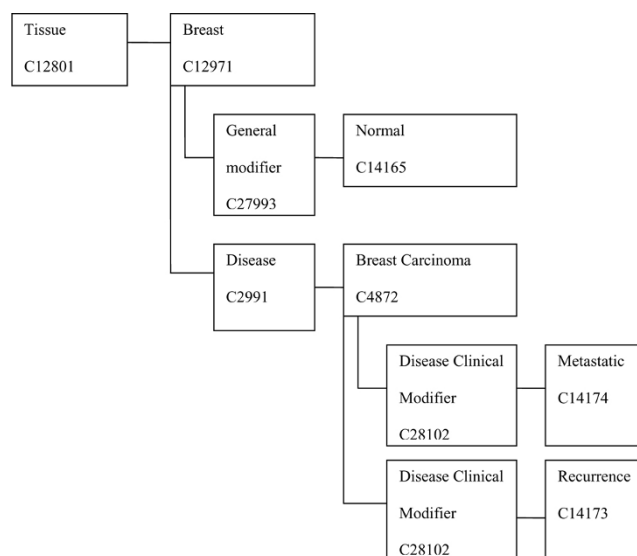 Tissue
C12801
Breast
C12971
General
modifier
C27993
Normal
C14165
Disease
C2991
Breast Carcinoma
C4872
Disease Clinical
Modifier
C28102
Metastatic
C14174
Disease Clinical
Modifier
C28102
Recurrence
C14173